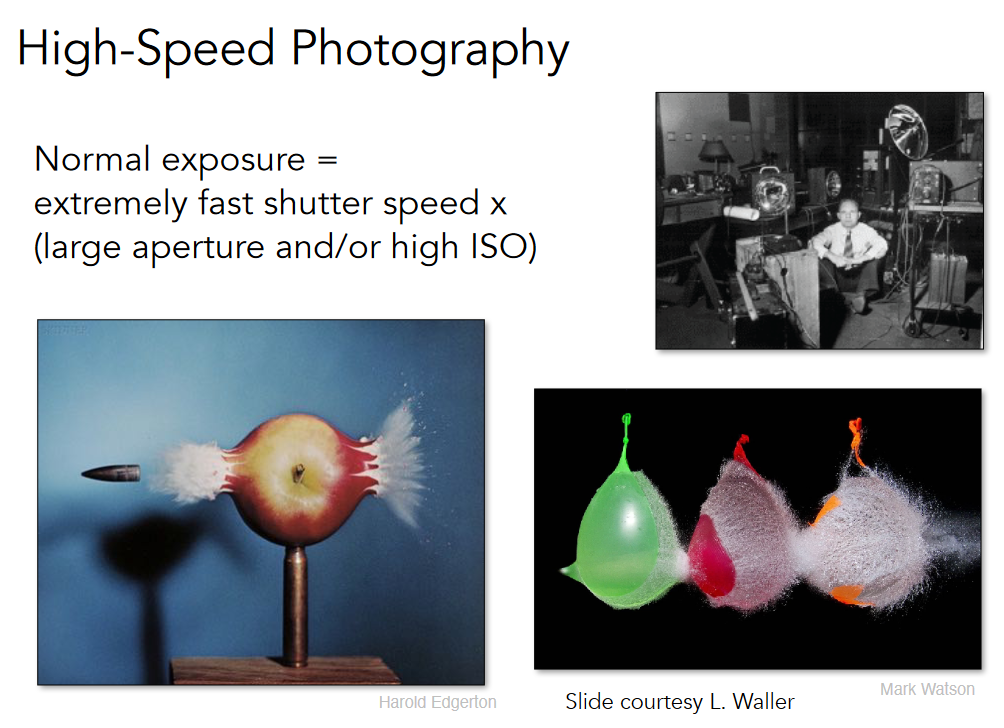 High-Speed Photography
Normal exposure =
extremely fast shutter speed x
(large aperture and/or high ISO)
Harold Edgerton
Slide courtesy L. Waller
Mark Watson